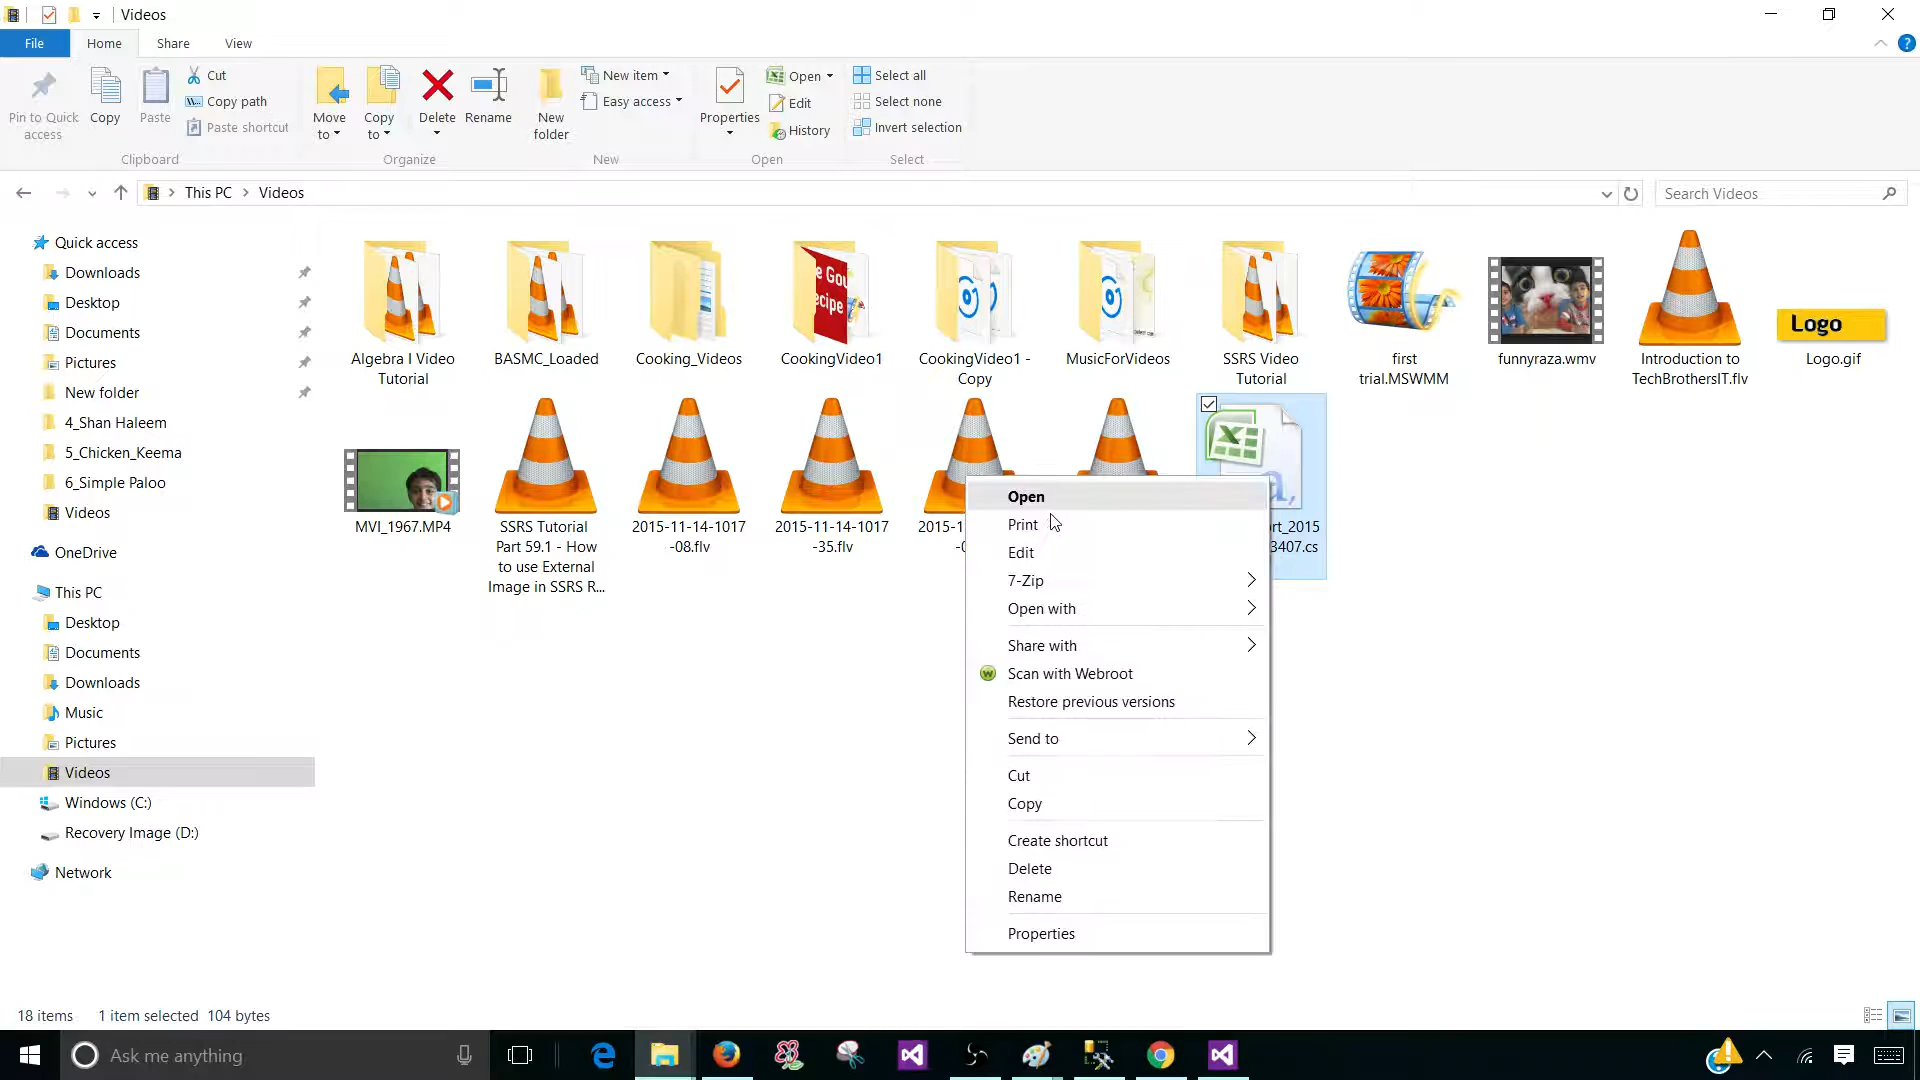 Videos
File
Home
Share
View
Pin to Quick
access
Copy
Paste
Cut
Copy path
Paste shortcut
Clipboard
Move
to
Copy
to
Delete
Rename
Organize
New
folder
New item
Easy access
New
Properties
Open
Edit
History
Open
Select all
Select none
Invert selection
Select
This PC
Videos
Search Videos
Quick access
Downloads
Desktop
Documents
Pictures
New folder
4_Shan Haleem
5_Chicken_Keema
6_Simple Paloo
Videos
OneDrive
This PC
Desktop
Documents
Downloads
Music
Pictures
Videos
Windows (C:)
Recovery Image (D:)
Network
Algebra I Video
Tutorial
BASMC_Loaded
Cooking_Videos
CookingVideo1
CookingVideo1 -
Copy
MusicForVideos
SSRS Video
Tutorial
first
trial.MSWMM
funnyraza.wmv
Introduction to
TechBrothersIT.flv
Logo
Logo.gif
MVI_1967.MP4
SSRS Tutorial
Part 59.1 - How
to use External
Image in SSRS R...
2015-11-14-1017
-08.flv
2015-11-14-1017
-35.flv
2015-1
rt_2015
3407.cs
Open
Print
Edit
7-Zip
Open with
Share with
Scan with Webroot
Restore previous versions
Send to
Cut
Copy
Create shortcut
Delete
Rename
Properties
18 items
1 item selected 104 bytes
Ask me anything